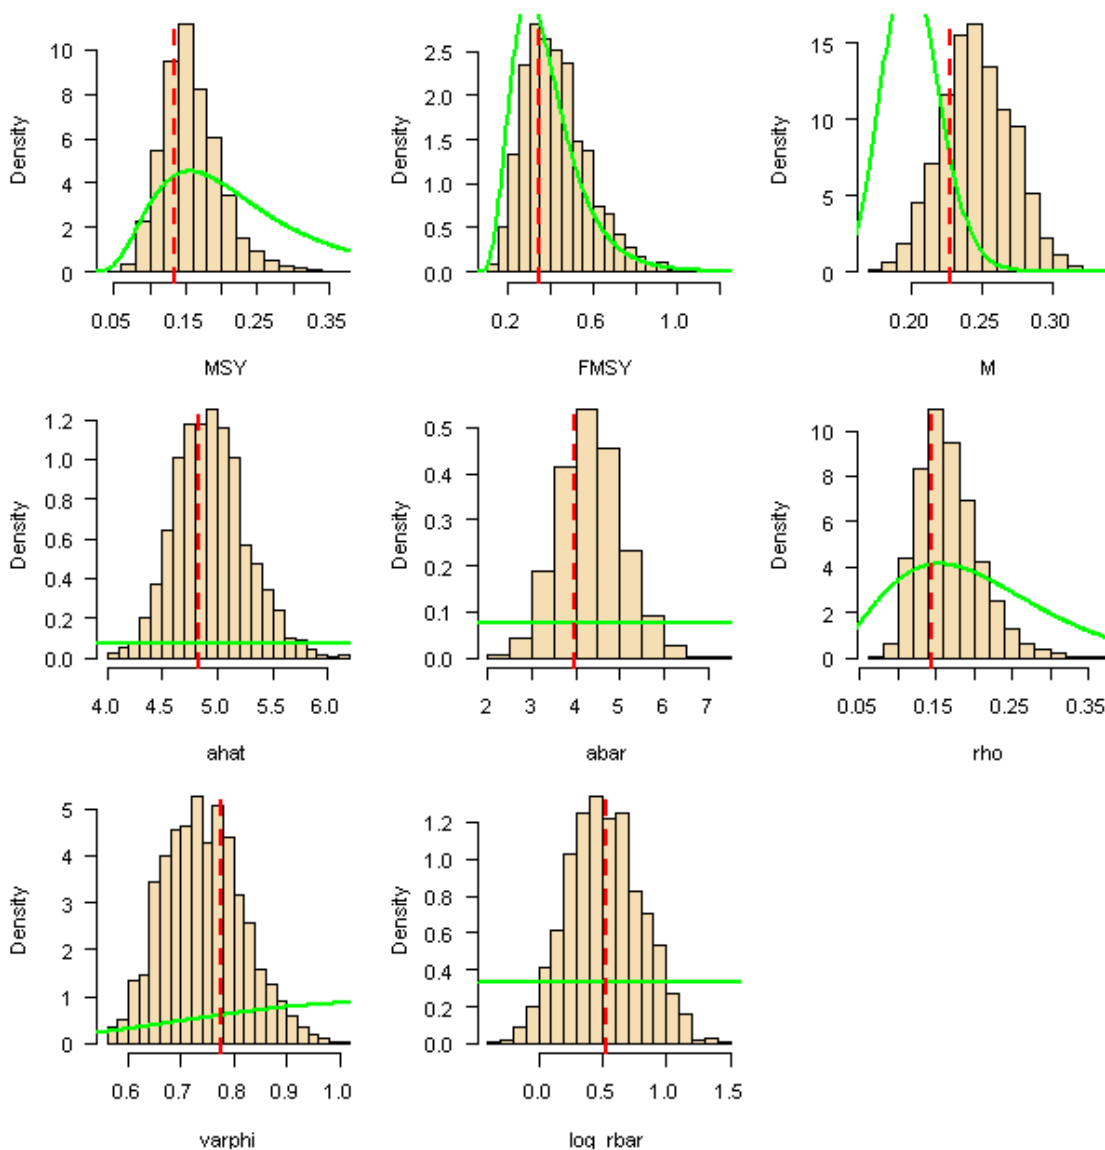 Density
10
8
6
4
2
0
0.05 0.15 0.25 0.35
MSY
Density
2.5
2.0
1.5
1.0
0.5
0.0
0.2 0.6 1.0
FMSY
Density
15
10
5
0
0.20 0.25 0.30
M
Density
1.2
1.0
0.8
0.6
0.4
0.2
0.0
4.0 4.5 5.0 5.5 6.0
ahat
Density
0.5
0.4
0.3
0.2
0.1
0.0
2 3 4 5 6 7
abar
Density
10
8
6
4
2
0
0.05 0.15 0.25 0.35
rho
Density
5
4
3
2
1
0
0.6 0.7 0.8 0.9 1.0
varphi
Density
1.2
1.0
0.8
0.6
0.4
0.2
0.0
0.0 0.5 1.0 1.5
log_rbar